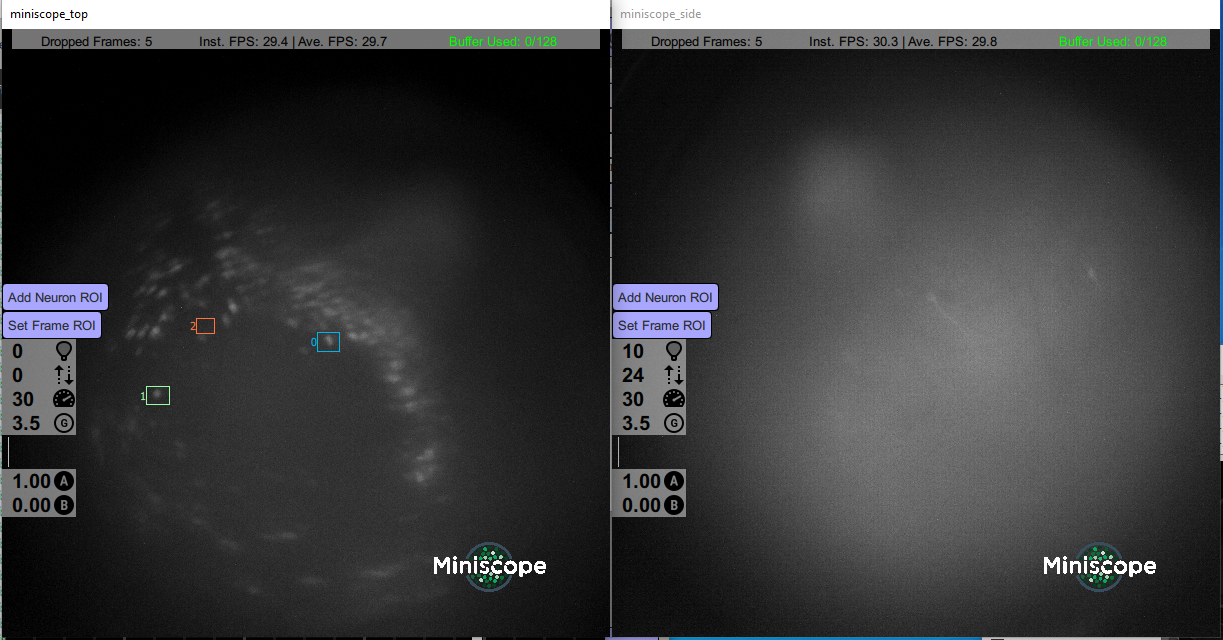 miniscope_top
Dropped Frames: 5 Inst. FPS: 29.4 | Ave. FPS: 29.7 Buffer Used: 0/128
Add Neuron ROI
Set Frame ROI
0
0
30
3.5 G
1.00 A
0.00 B
2
0
1
Miniscope
miniscope_side
Dropped Frames: 5 Inst. FPS: 30.3 | Ave. FPS: 29.8 Buffer Used: 0/128
Add Neuron ROI
Set Frame ROI
10
24
30
3.5 G
1.00 A
0.00 B
Miniscope